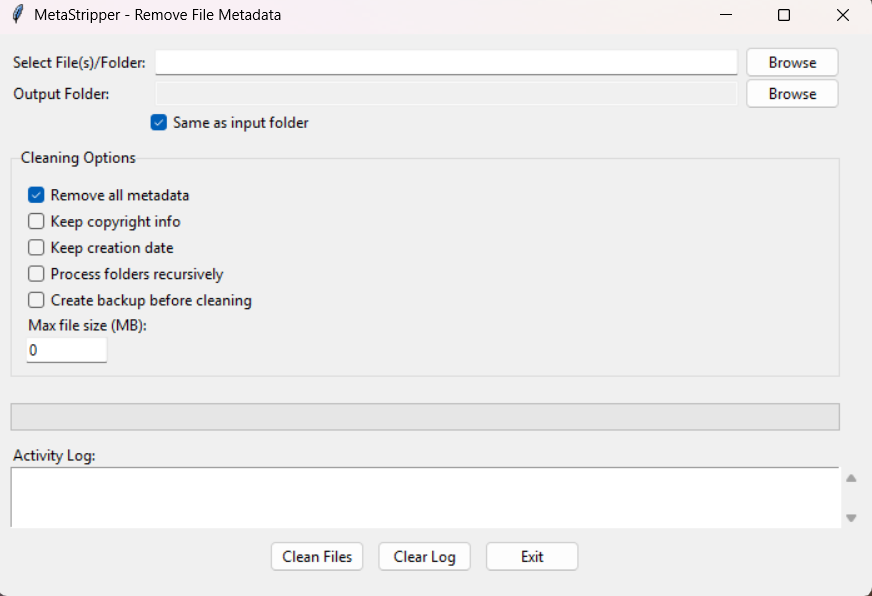 MetaStripper - Remove File Metadata
Select File(s)/Folder: Browse
Output Folder: Browse
Same as input folder
Cleaning Options
Remove all metadata
Keep copyright info
Keep creation date
Process folders recursively
Create backup before cleaning
Max file size (MB):
0
Activity Log:
Clean Files Clear Log Exit